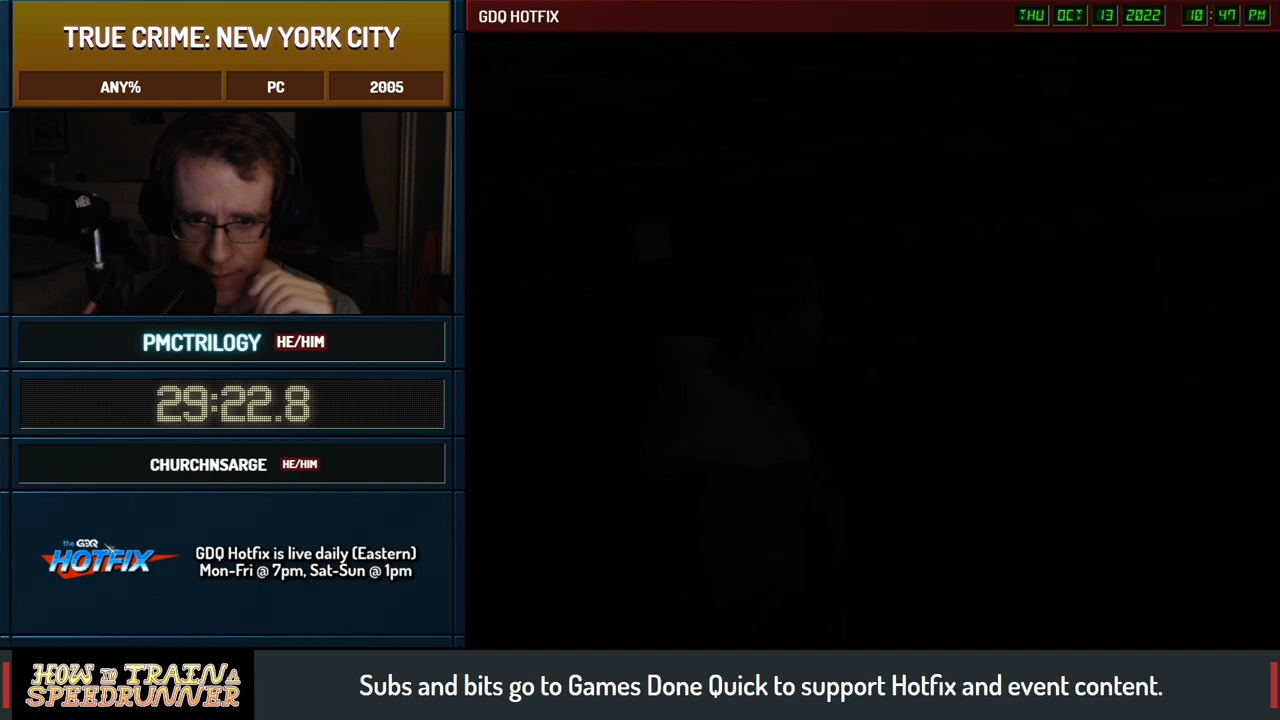 TRUE CRIME: NEW YORK CITY
ANY%
PC
2005
GDQ HOTFIX
THU OCT 13 2022 10:47 PM
HER
PMCTRILOGY HE/HIM
29:22.8
CHURCHNSARGE HE/HIM
the GDQ
HOTFIX
GDQ Hotfix is live daily (Eastern)
Mon-Fri @ 7pm, Sat-Sun @ 1pm
HOW TO TRAIN A
SPEEDRUNNER
Subs and bits go to Games Done Quick to support Hotfix and event content.